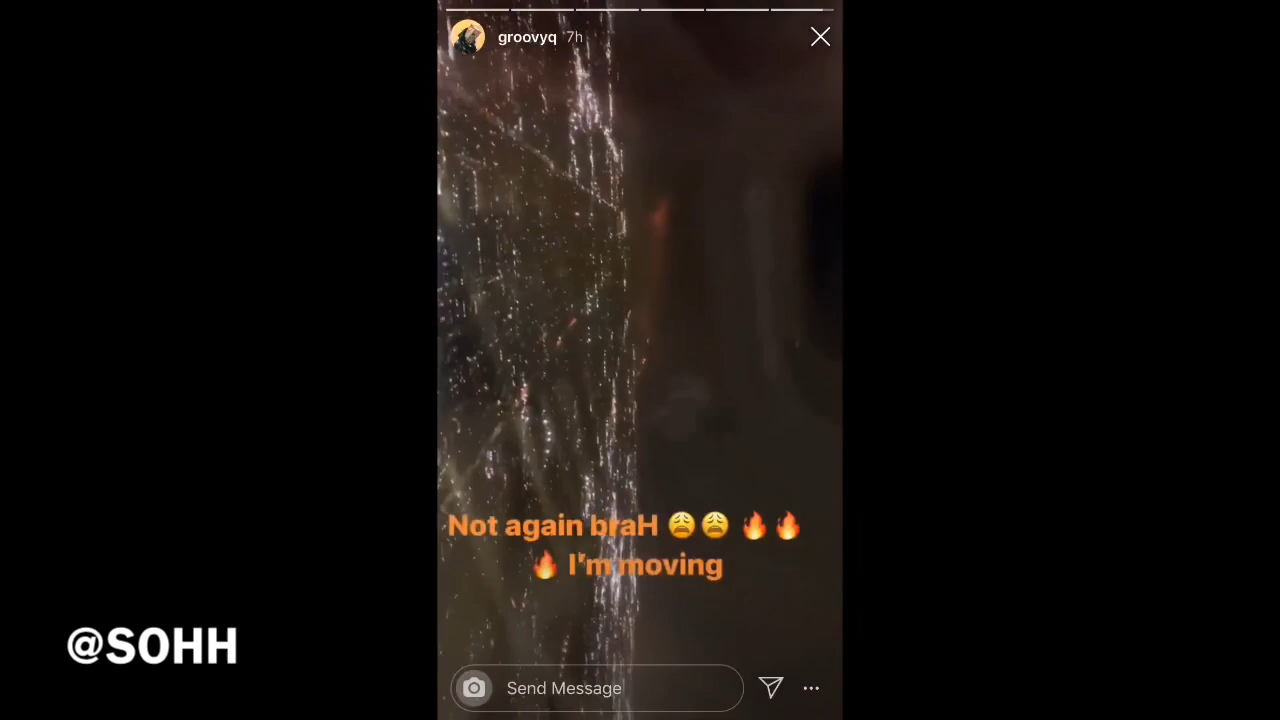 groovyq 7h
Not again braH 😩😩 🔥🔥
🔥 I'm moving
@SOHH
Send Message